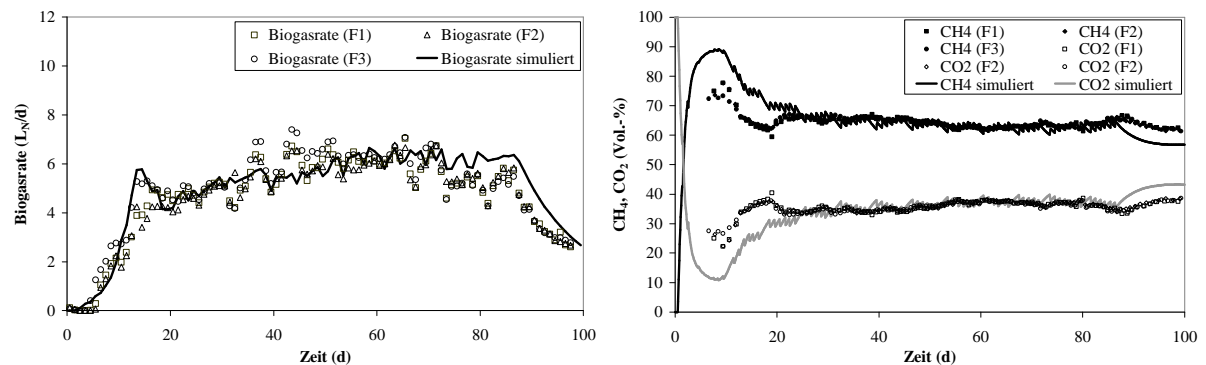 12
10
8
6
4
2
0
Biogasrate (L_N/d)
Biogasrate (F1) Biogasrate (F2)
Biogasrate (F3) Biogasrate simuliert
0 20 40 60 80 100
Zeit (d)
100
90
80
70
60
50
40
30
20
10
0
CH₄, CO₂ (Vol.-%)
CH4 (F1) CH4 (F2)
CH4 (F3) CO2 (F1)
CO2 (F2) CO2 (F2)
CH4 simuliert CO2 simuliert
0 20 40 60 80 100
Zeit (d)